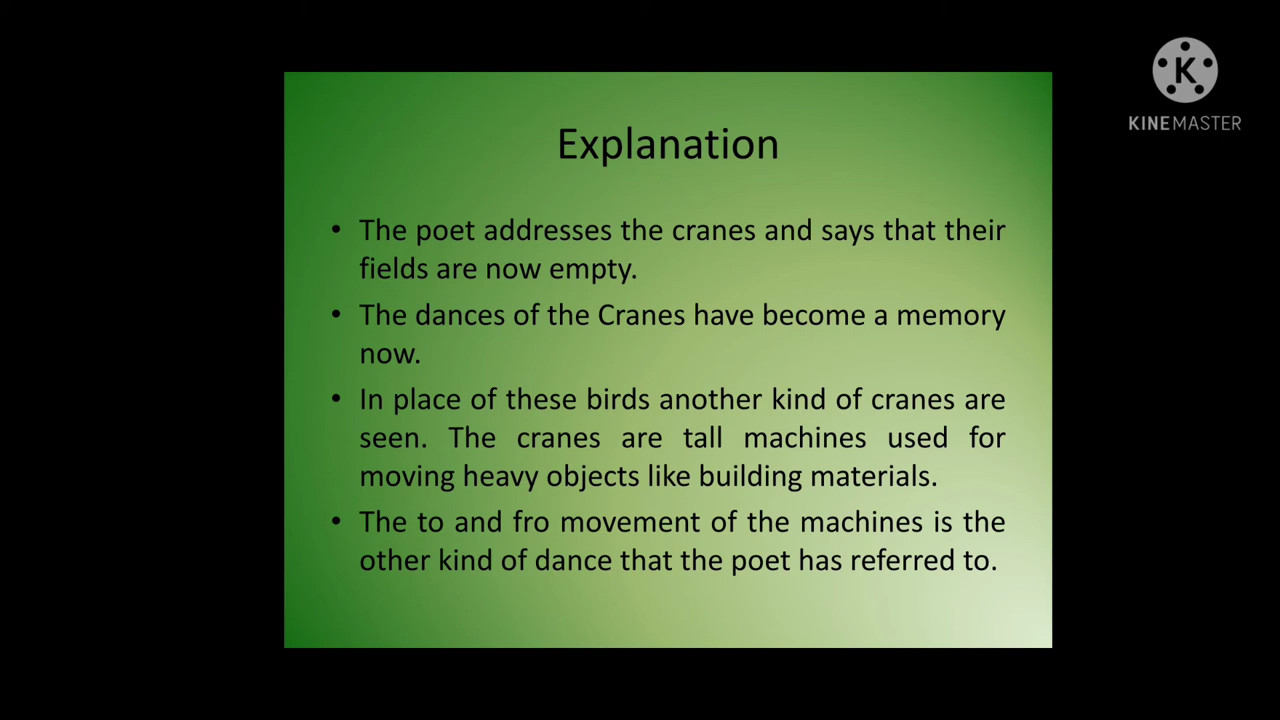 K
KINEMASTER
Explanation
• The poet addresses the cranes and says that their
fields are now empty.
• The dances of the Cranes have become a memory
now.
• In place of these birds another kind of cranes are
seen. The cranes are tall machines used for
moving heavy objects like building materials.
• The to and fro movement of the machines is the
other kind of dance that the poet has referred to.